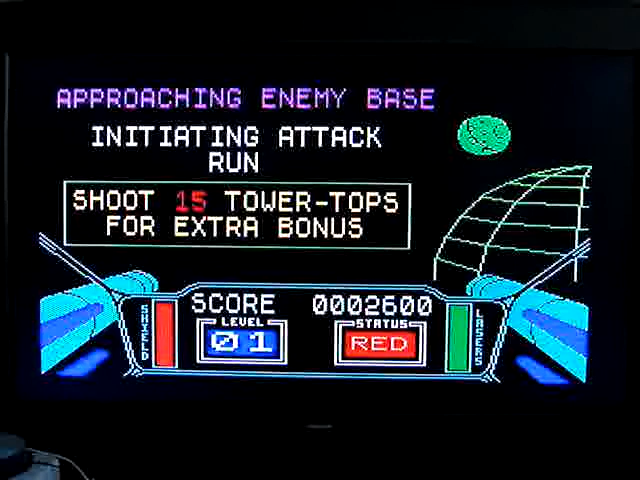 APPROACHING ENEMY BASE
INITIATING ATTACK
RUN
SHOOT 15 TOWER-TOPS
FOR EXTRA BONUS
SCORE 0002600
LEVEL STATUS
SHIELD 01 RED LASERS